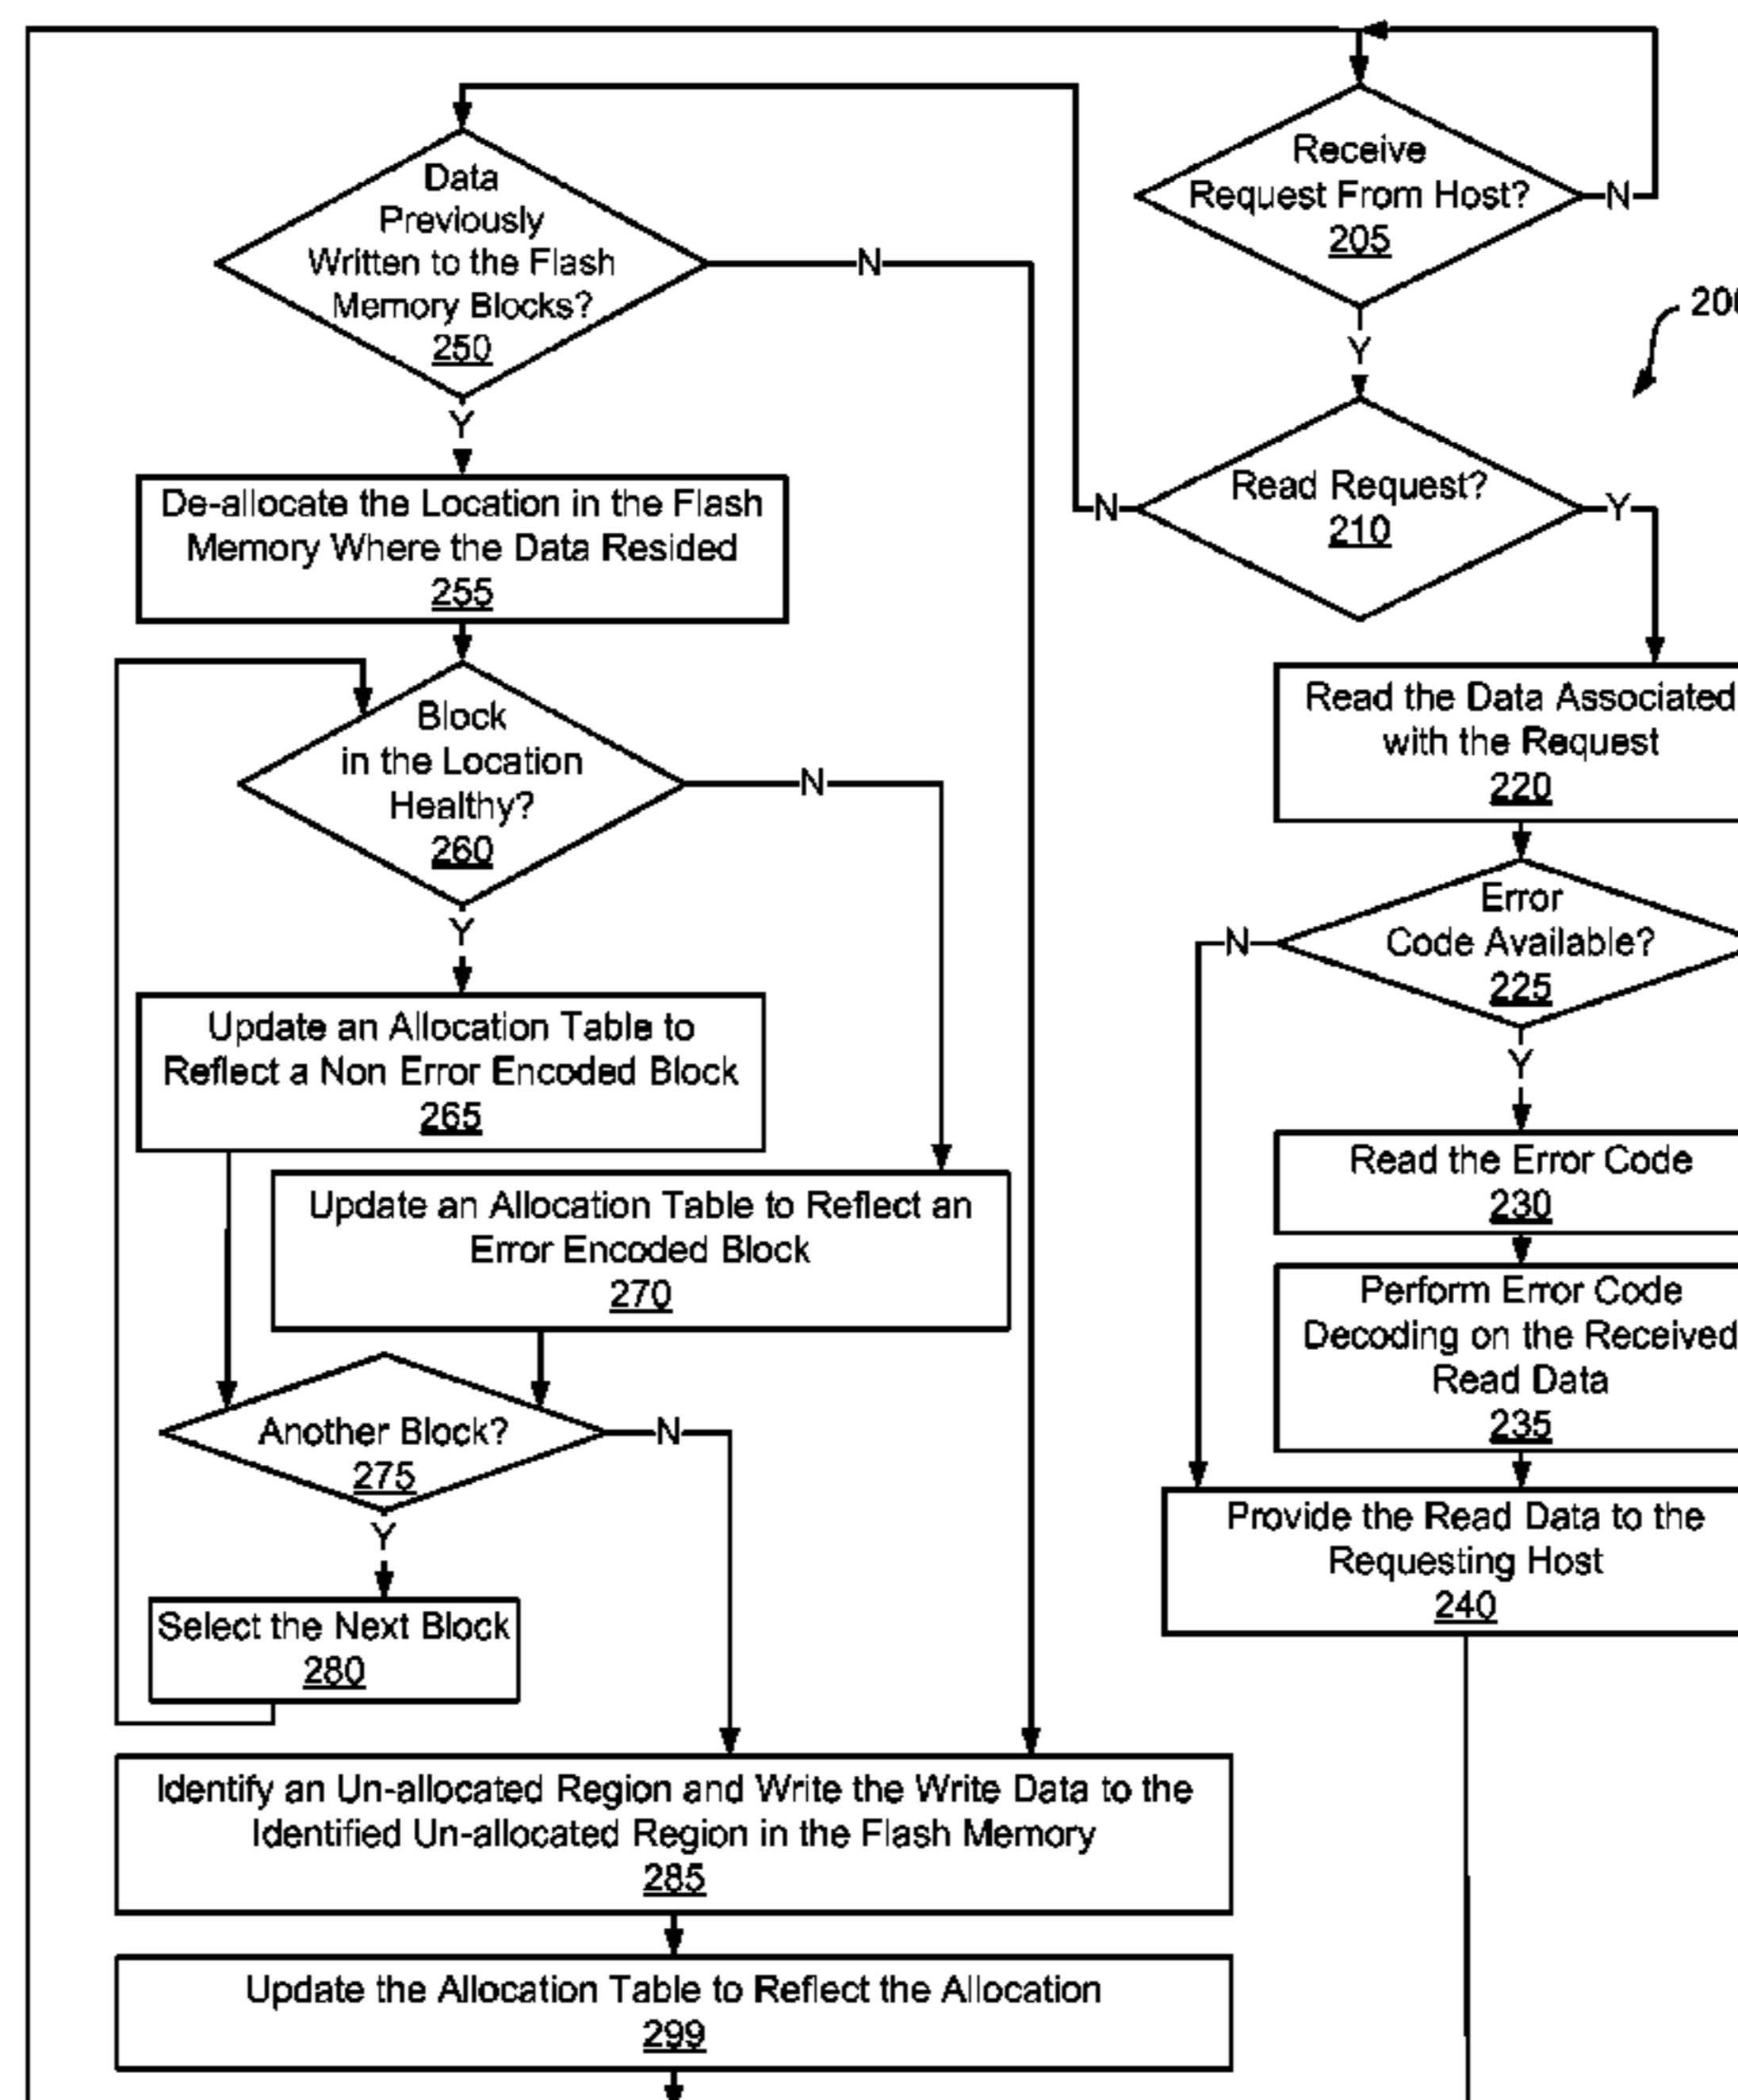 Receive
Request From Host?
205
N
Y
200
Read Request?
210
N
Y
Data
Previously
Written to the Flash
Memory Blocks?
250
N
Y
De-allocate the Location in the Flash
Memory Where the Data Resided
255
Block
in the Location
Healthy?
260
N
Y
Update an Allocation Table to
Reflect a Non Error Encoded Block
265
Update an Allocation Table to Reflect an
Error Encoded Block
270
Another Block?
275
N
Y
Select the Next Block
280
Identify an Un-allocated Region and Write the Write Data to the
Identified Un-allocated Region in the Flash Memory
285
Update the Allocation Table to Reflect the Allocation
299
Read the Data Associated
with the Request
220
Error
Code Available?
225
N
Y
Read the Error Code
230
Perform Error Code
Decoding on the Received
Read Data
235
Provide the Read Data to the
Requesting Host
240